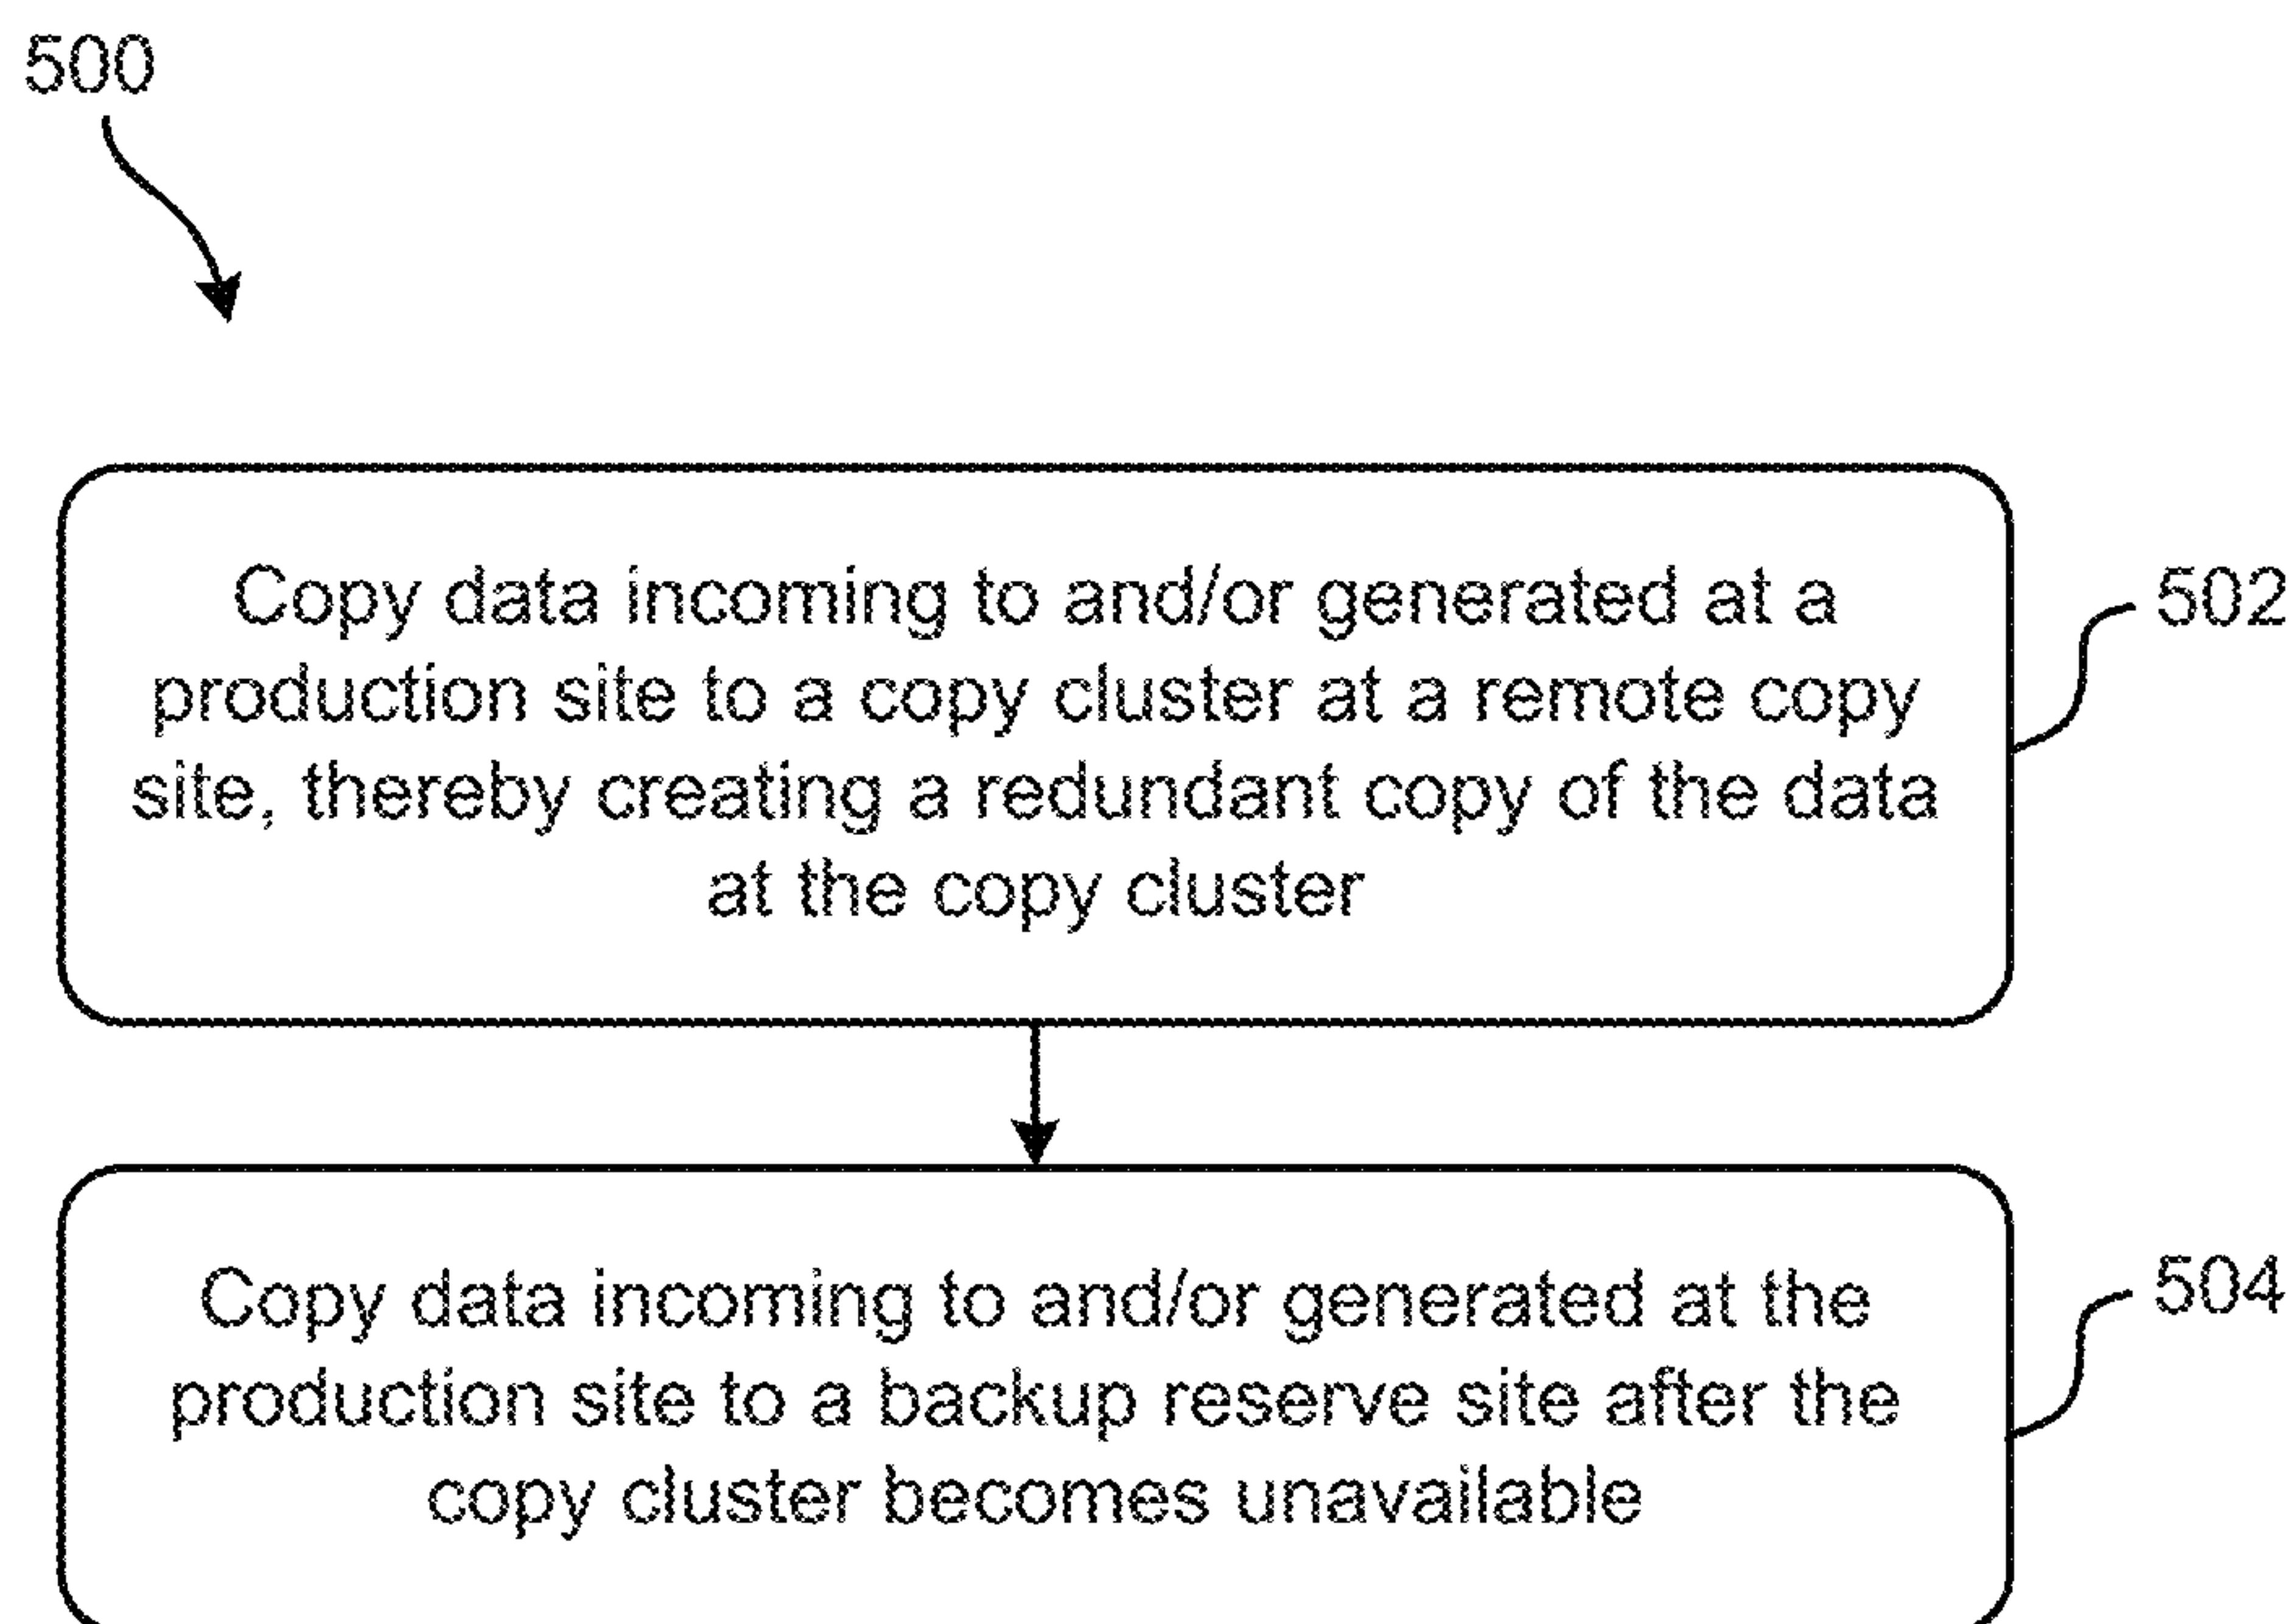 500
Copy data incoming to and/or generated at a
production site to a copy cluster at a remote copy
site, thereby creating a redundant copy of the data
at the copy cluster
502
Copy data incoming to and/or generated at the
production site to a backup reserve site after the
copy cluster becomes unavailable
504